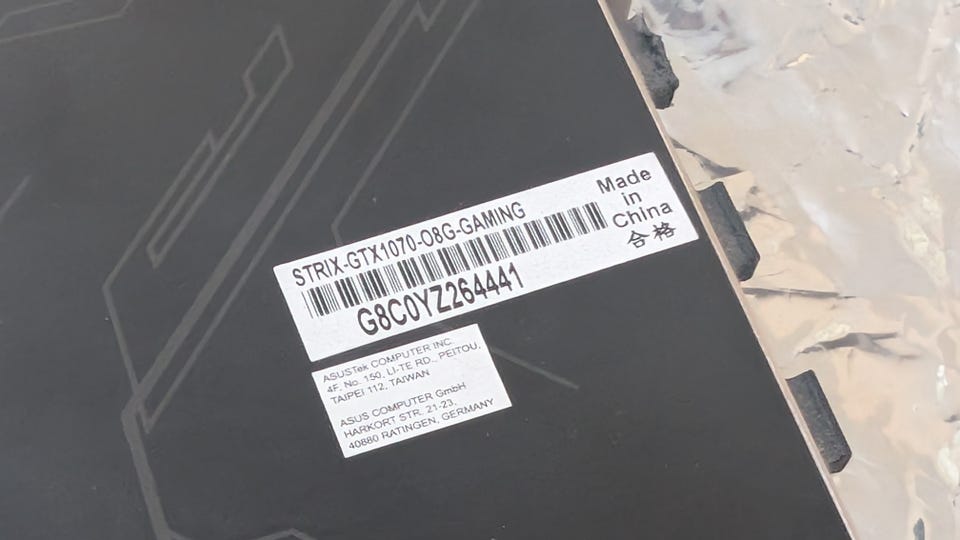 STRIX-GTX1070-O8G-GAMING
G8C0YZ264441
Made
in
China
合格
ASUSTek COMPUTER INC.
4F, No. 150, LI-TE RD., PEITOU,
TAIPEI 112, TAIWAN
ASUS COMPUTER GmbH
HARKORT STR. 21-23,
40880 RATINGEN, GERMANY